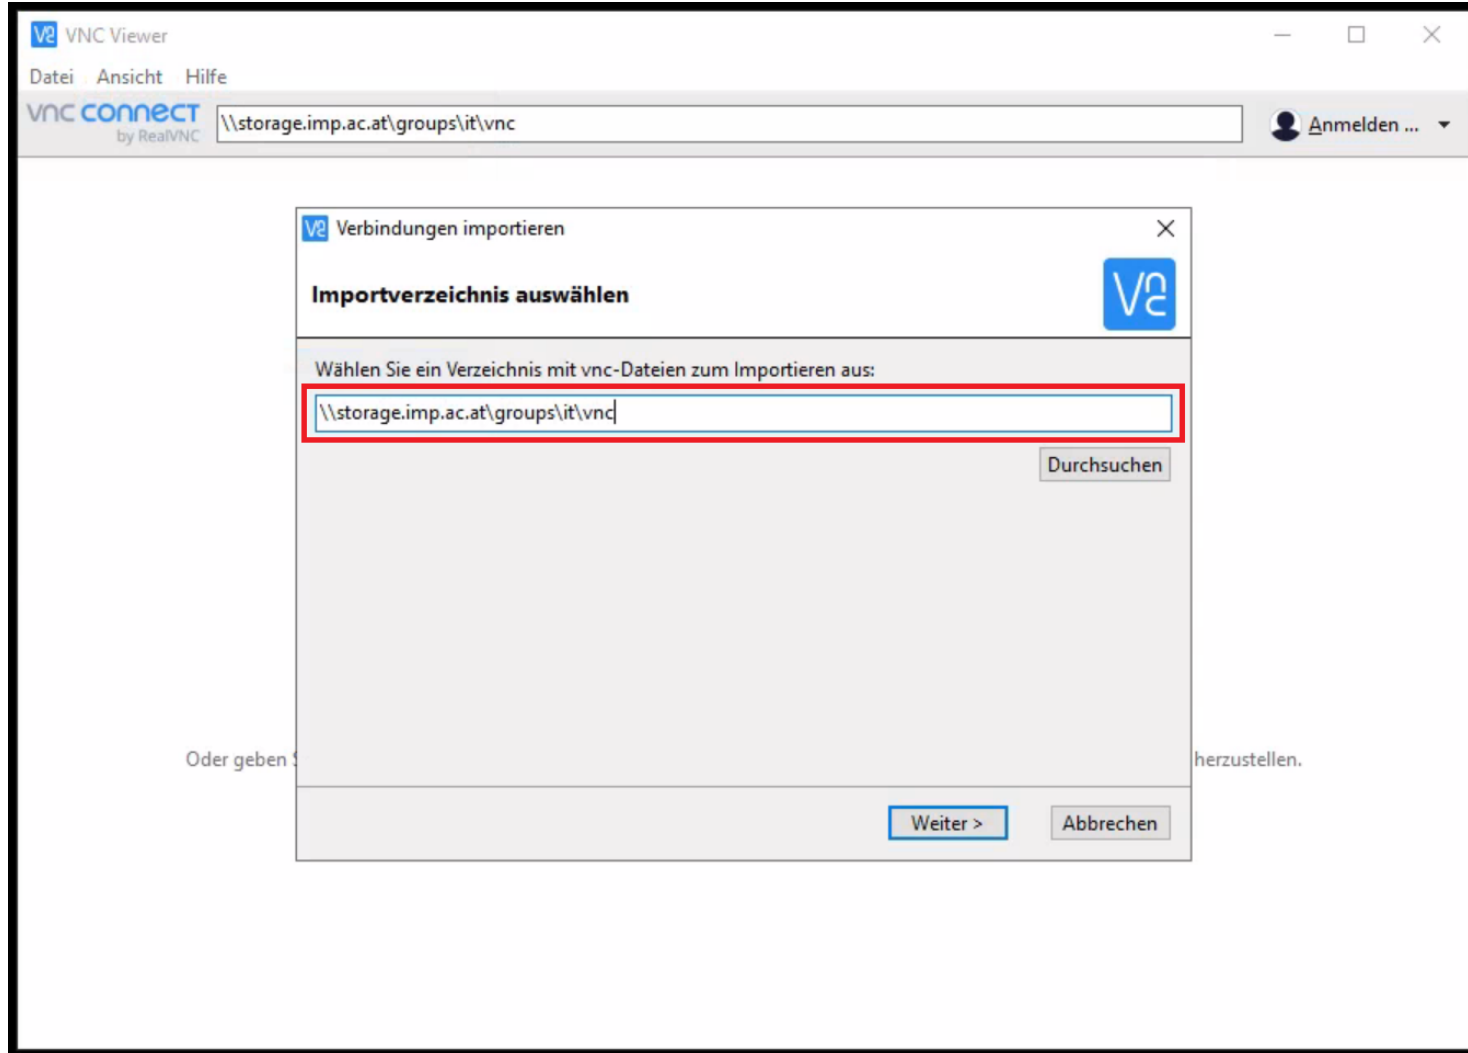 VNC Viewer
Datei Ansicht Hilfe
vnc connect
by RealVNC
\\storage.imp.ac.at\groups\it\vnc
Anmelden ...
Verbindungen importieren
Importverzeichnis auswählen
Wählen Sie ein Verzeichnis mit vnc-Dateien zum Importieren aus:
\\storage.imp.ac.at\groups\it\vnc
Durchsuchen
Oder geben
herzustellen.
Weiter >
Abbrechen